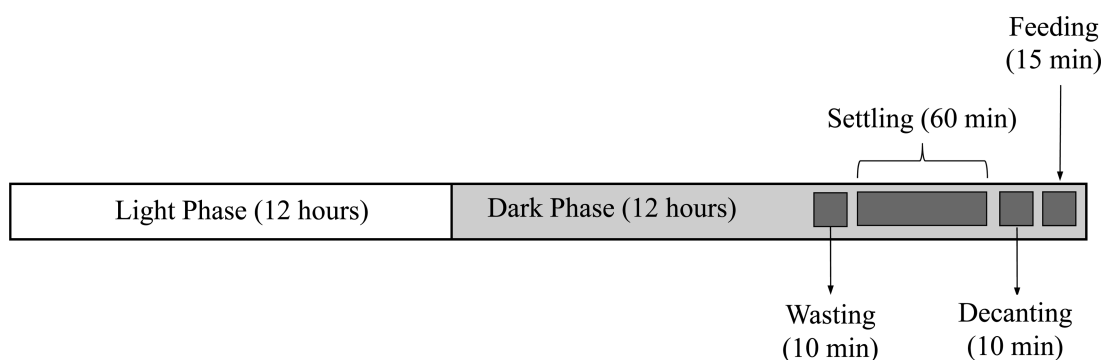 Feeding
(15 min)
Settling (60 min)
Light Phase (12 hours)
Dark Phase (12 hours)
Wasting
(10 min)
Decanting
(10 min)